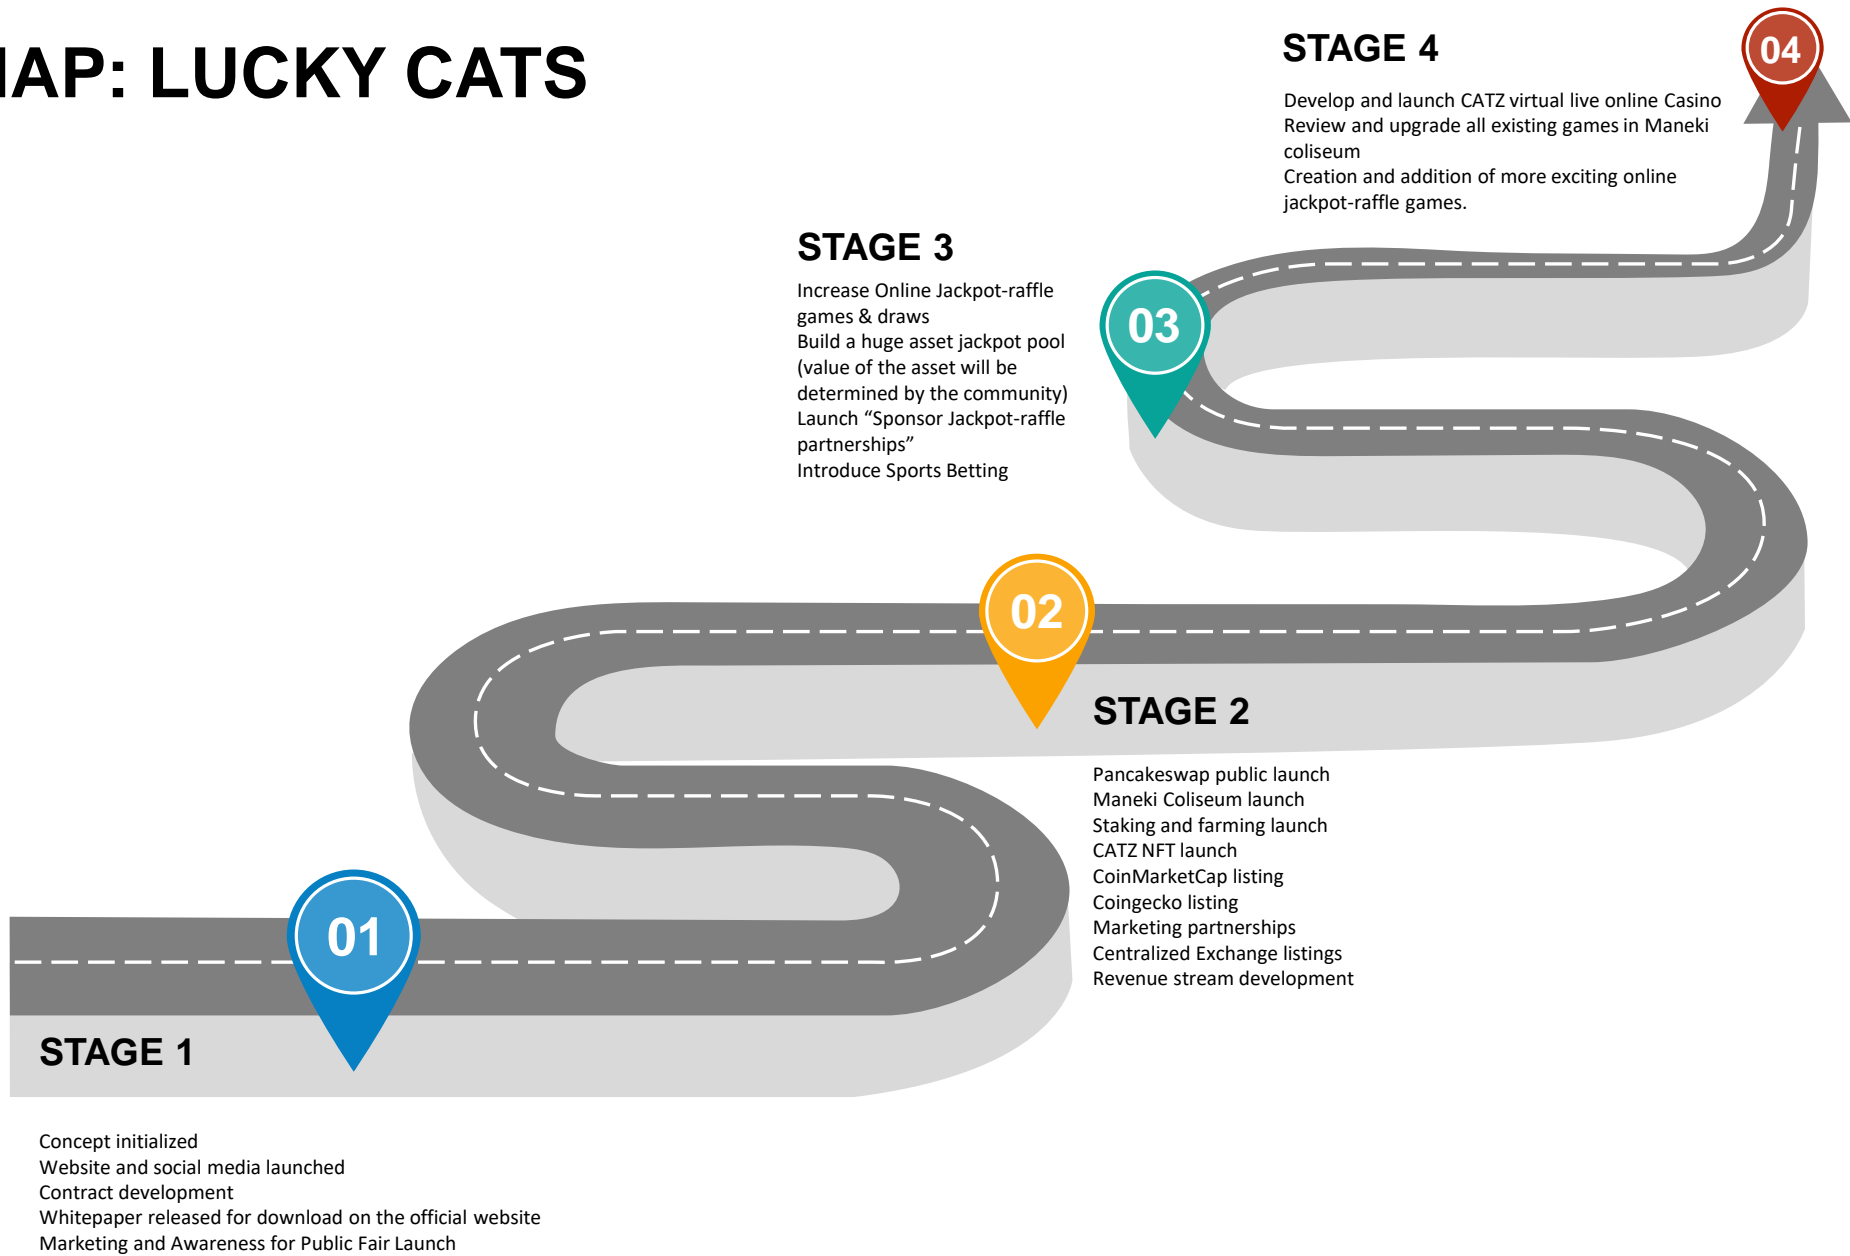 MAP: LUCKY CATS
STAGE 4
04
Develop and launch CATZ virtual live online Casino
Review and upgrade all existing games in Maneki
coliseum
Creation and addition of more exciting online
jackpot-raffle games.
STAGE 3
03
Increase Online Jackpot-raffle
games & draws
Build a huge asset jackpot pool
(value of the asset will be
determined by the community)
Launch “Sponsor Jackpot-raffle
partnerships”
Introduce Sports Betting
02
STAGE 2
Pancakeswap public launch
Maneki Coliseum launch
Staking and farming launch
CATZ NFT launch
CoinMarketCap listing
Coingecko listing
Marketing partnerships
Centralized Exchange listings
Revenue stream development
01
STAGE 1
Concept initialized
Website and social media launched
Contract development
Whitepaper released for download on the official website
Marketing and Awareness for Public Fair Launch